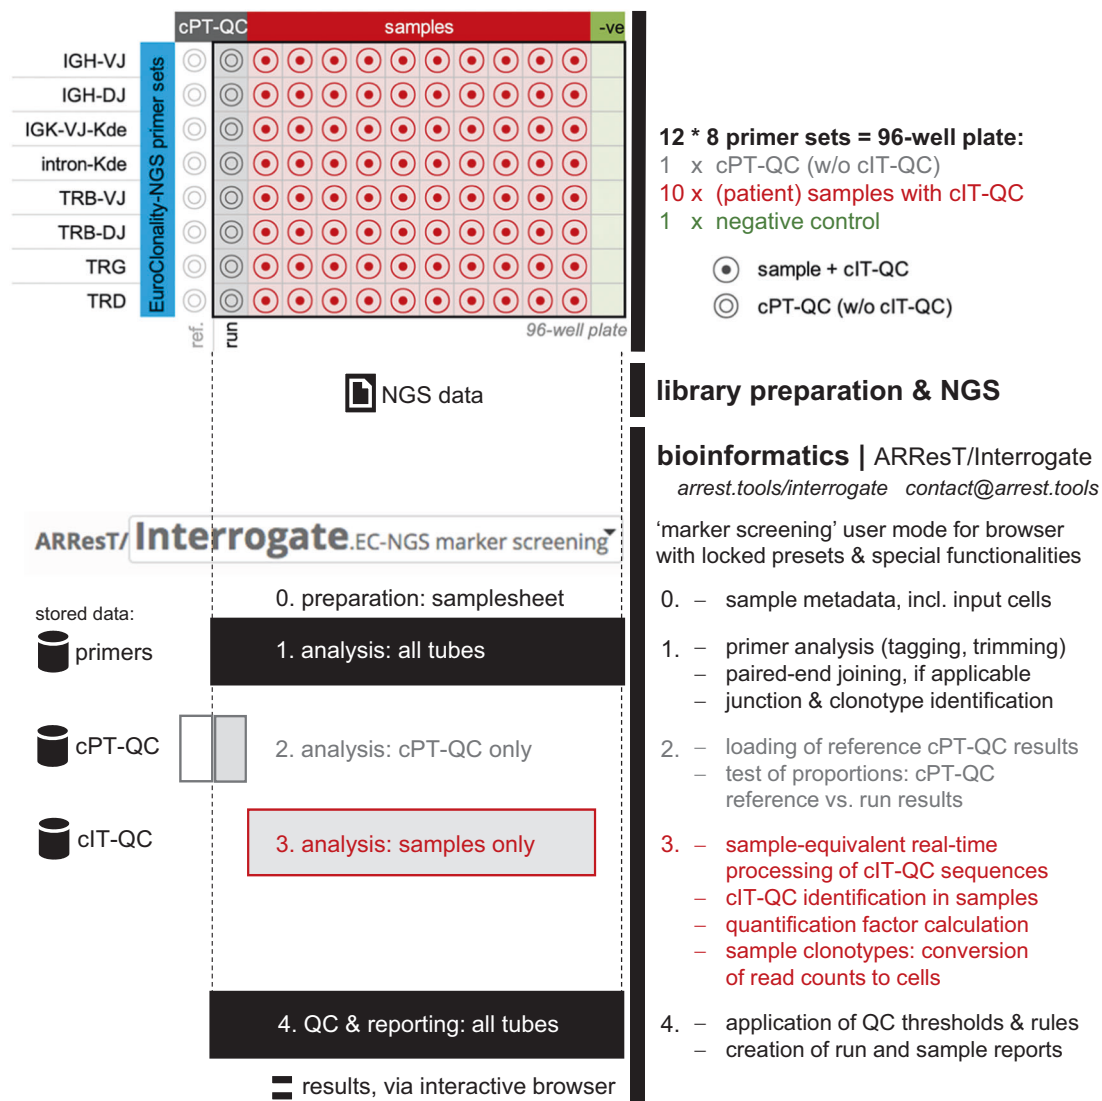 cPT-QC
samples
-ve
IGH-VJ
IGH-DJ
IGK-VJ-Kde
intron-Kde
TRB-VJ
TRB-DJ
TRG
TRD
EuroClonality-NGS primer sets
ref.
run
96-well plate
12 * 8 primer sets = 96-well plate:
1 x cPT-QC (w/o cIT-QC)
10 x (patient) samples with cIT-QC
1 x negative control
sample + cIT-QC
cPT-QC (w/o cIT-QC)
NGS data
library preparation & NGS
bioinformatics | ARResT/Interrogate
arrest.tools/interrogate contact@arrest.tools
‘marker screening’ user mode for browser
with locked presets & special functionalities
ARResT/Interrogate.EC-NGS marker screening
stored data:
primers
cPT-QC
cIT-QC
0. preparation: samplesheet
1. analysis: all tubes
2. analysis: cPT-QC only
3. analysis: samples only
4. QC & reporting: all tubes
results, via interactive browser
0. – sample metadata, incl. input cells
1. – primer analysis (tagging, trimming)
– paired-end joining, if applicable
– junction & clonotype identification
2. – loading of reference cPT-QC results
– test of proportions: cPT-QC
reference vs. run results
3. – sample-equivalent real-time
processing of cIT-QC sequences
– cIT-QC identification in samples
– quantification factor calculation
– sample clonotypes: conversion
of read counts to cells
4. – application of QC thresholds & rules
– creation of run and sample reports